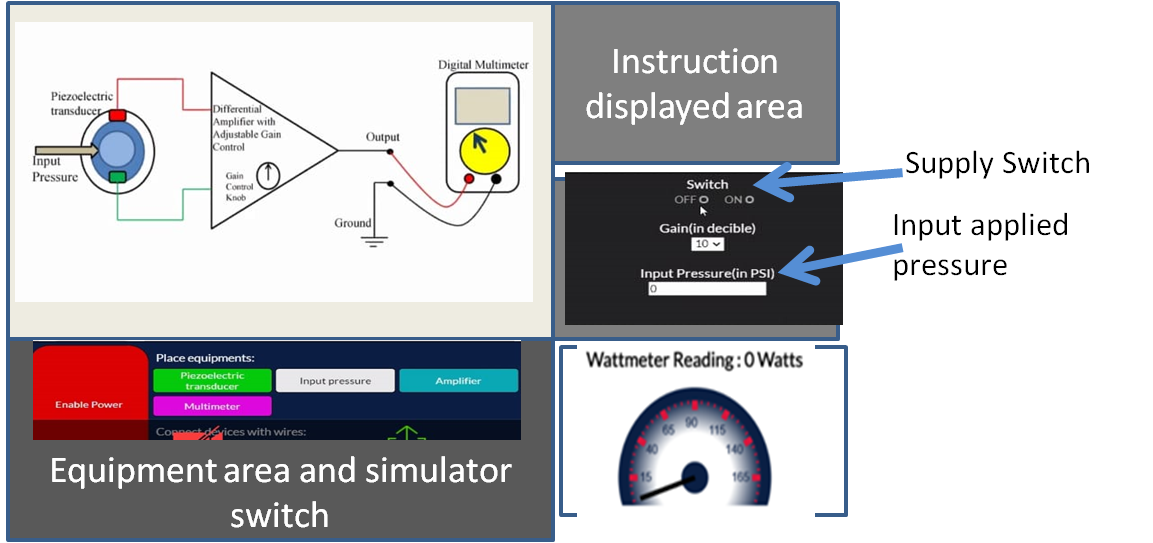 Digital Multimeter
Piezoelectric
transducer
Differential
Amplifier with
Adjustable Gain
Control
Output
Input
Pressure
Gain
Control
Knob
Ground
Instruction
displayed area
Switch
OFF ON
Gain(in decible)
10
Input Pressure(in PSI)
0
Supply Switch
Input applied
pressure
Enable Power
Place equipments:
Piezoelectric
transducer
Input pressure
Amplifier
Multimeter
Connect devices with wires:
Equipment area and simulator
switch
Wattmeter Reading : 0 Watts
15 40 65 90 115 140 165